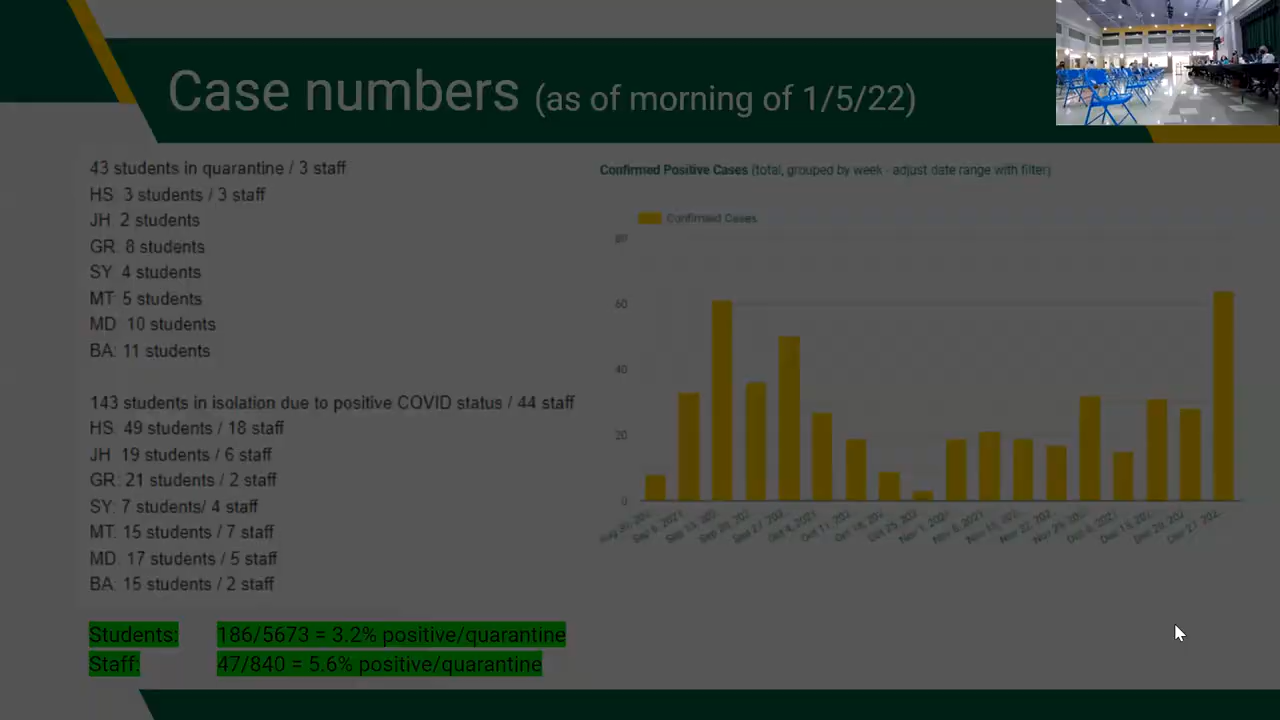 Case numbers (as of morning of 1/5/22)
43 students in quarantine / 3 staff
HS: 3 students / 3 staff
JH: 2 students
GR: 8 students
SY: 4 students
MT: 5 students
MD: 10 students
BA: 11 students
143 students in isolation due to positive COVID status / 44 staff
HS: 49 students / 18 staff
JH: 19 students / 6 staff
GR: 21 students / 2 staff
SY: 7 students/ 4 staff
MT: 15 students / 7 staff
MD: 17 students / 5 staff
BA: 15 students / 2 staff
Students: 186/5673 = 3.2% positive/quarantine
Staff: 47/840 = 5.6% positive/quarantine
Confirmed Positive Cases (total, grouped by week - adjust date range with filter)
Confirmed Cases
80
60
40
20
0